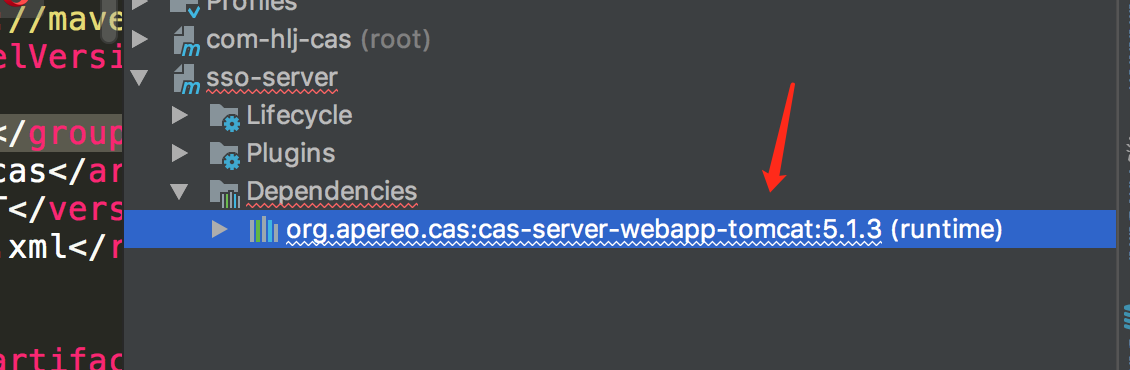 ://mave
Profiles
elVersi
com-hlj-cas (root)
sso-server
Lifecycle
</group
Plugins
cas</ar
Dependencies
T</vers
org.apereo.cas:cas-server-webapp-tomcat:5.1.3 (runtime)
.xml</r
artifac